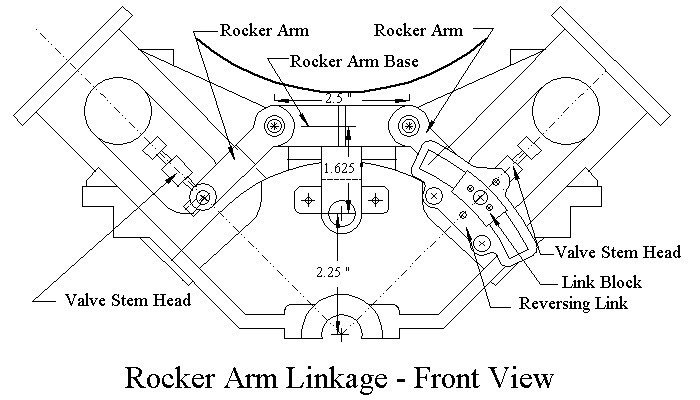 Rocker Arm
Rocker Arm
Rocker Arm Base
2.5 "
1.625 "
2.25 "
Valve Stem Head
Link Block
Valve Stem Head
Reversing Link
Rocker Arm Linkage - Front View